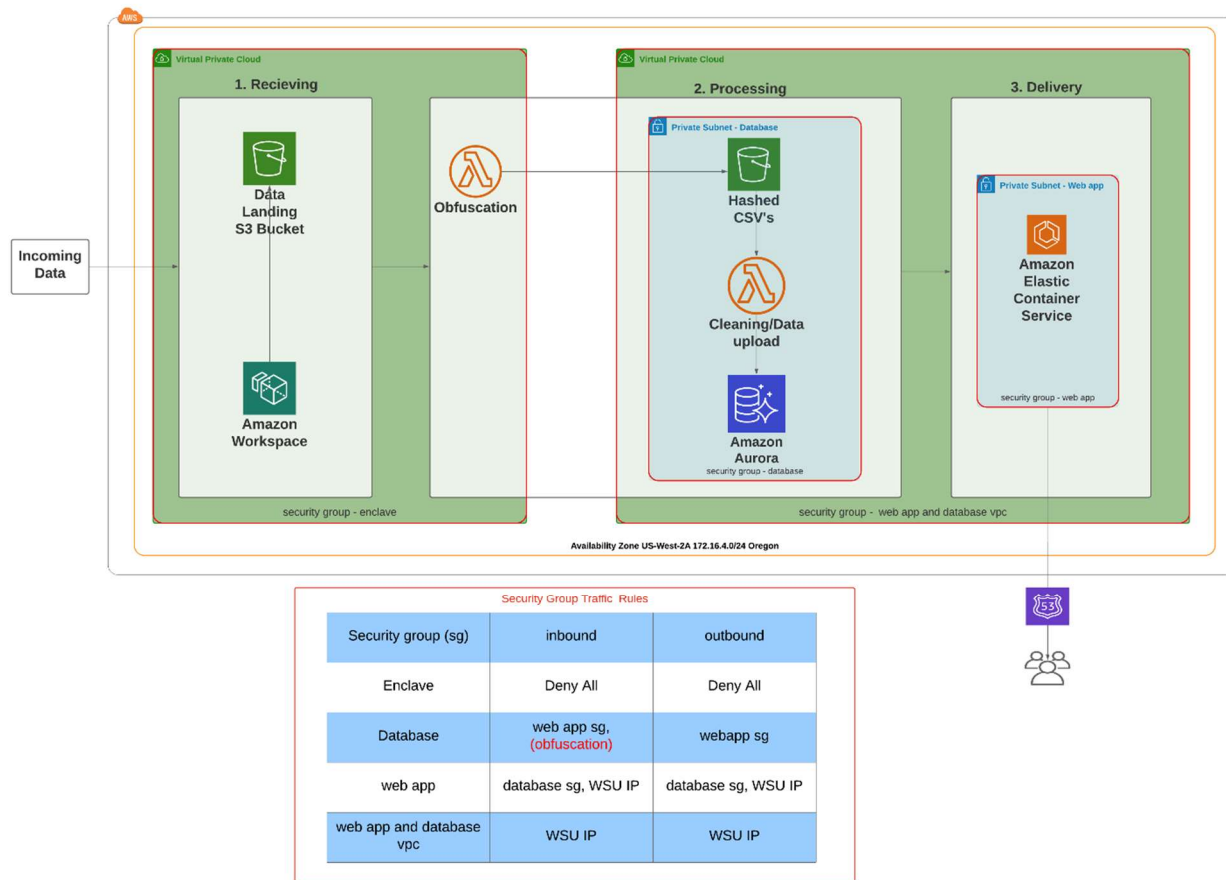 AWS
Virtual Private Cloud
Virtual Private Cloud
1. Recieving
2. Processing
3. Delivery
Private Subnet - Database
Private Subnet - Web app
Data
Landing
S3 Bucket
Obfuscation
Hashed
CSV's
Incoming
Data
Amazon
Elastic
Container
Service
Cleaning/Data
upload
Amazon
Workspace
Amazon
Aurora
security group - web app
security group - database
security group - enclave
security group - web app and database vpc
Availability Zone US-West-2A 172.16.4.0/24 Oregon
53
Security Group Traffic Rules
Security group (sg)
inbound
outbound
Enclave
Deny All
Deny All
Database
web app sg,
(obfuscation)
webapp sg
web app
database sg, WSU IP
database sg, WSU IP
web app and database
vpc
WSU IP
WSU IP